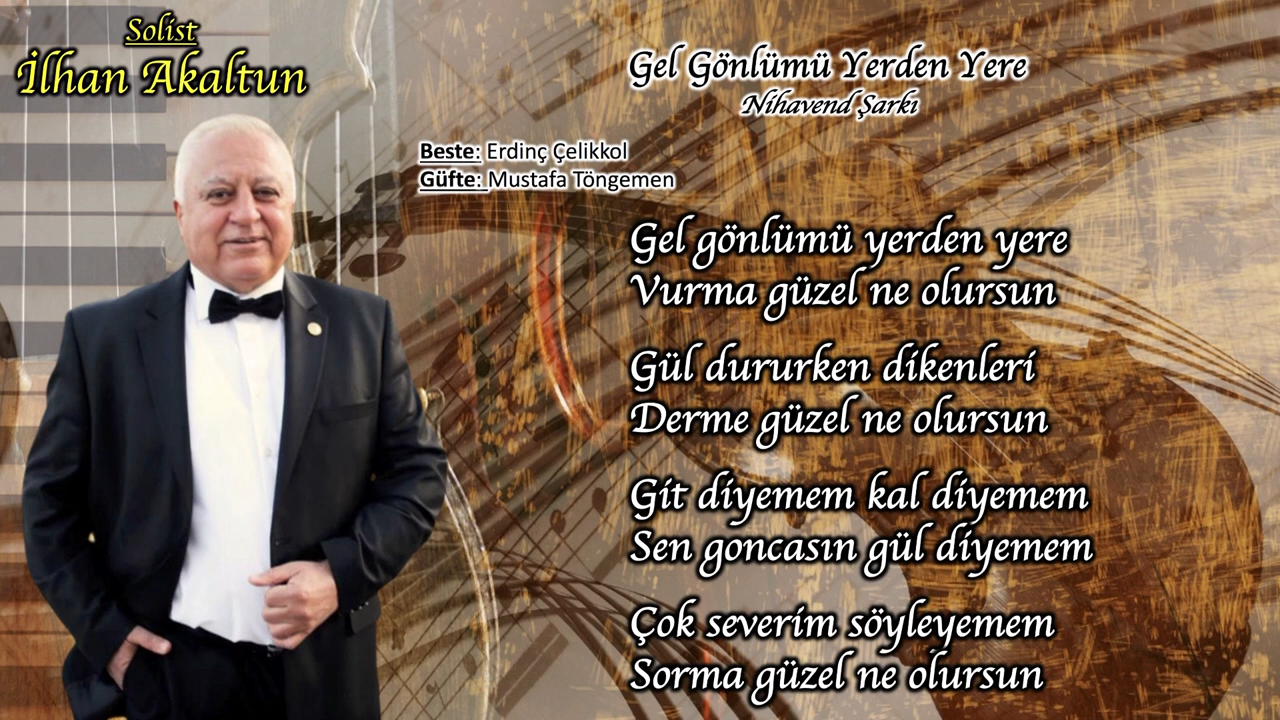 Solist
İlhan Akaltun
Gel Gönlümü Yerden Yere
Nihavend Şarkı
Beste: Erdinç Çelikkol
Güfte: Mustafa Töngemen
Gel gönlümü yerden yere
Vurma güzel ne olursun
Gül dururken dikenleri
Derme güzel ne olursun
Git diyemem kal diyemem
Sen goncasın gül diyemem
Çok severim söyleyemem
Sorma güzel ne olursun